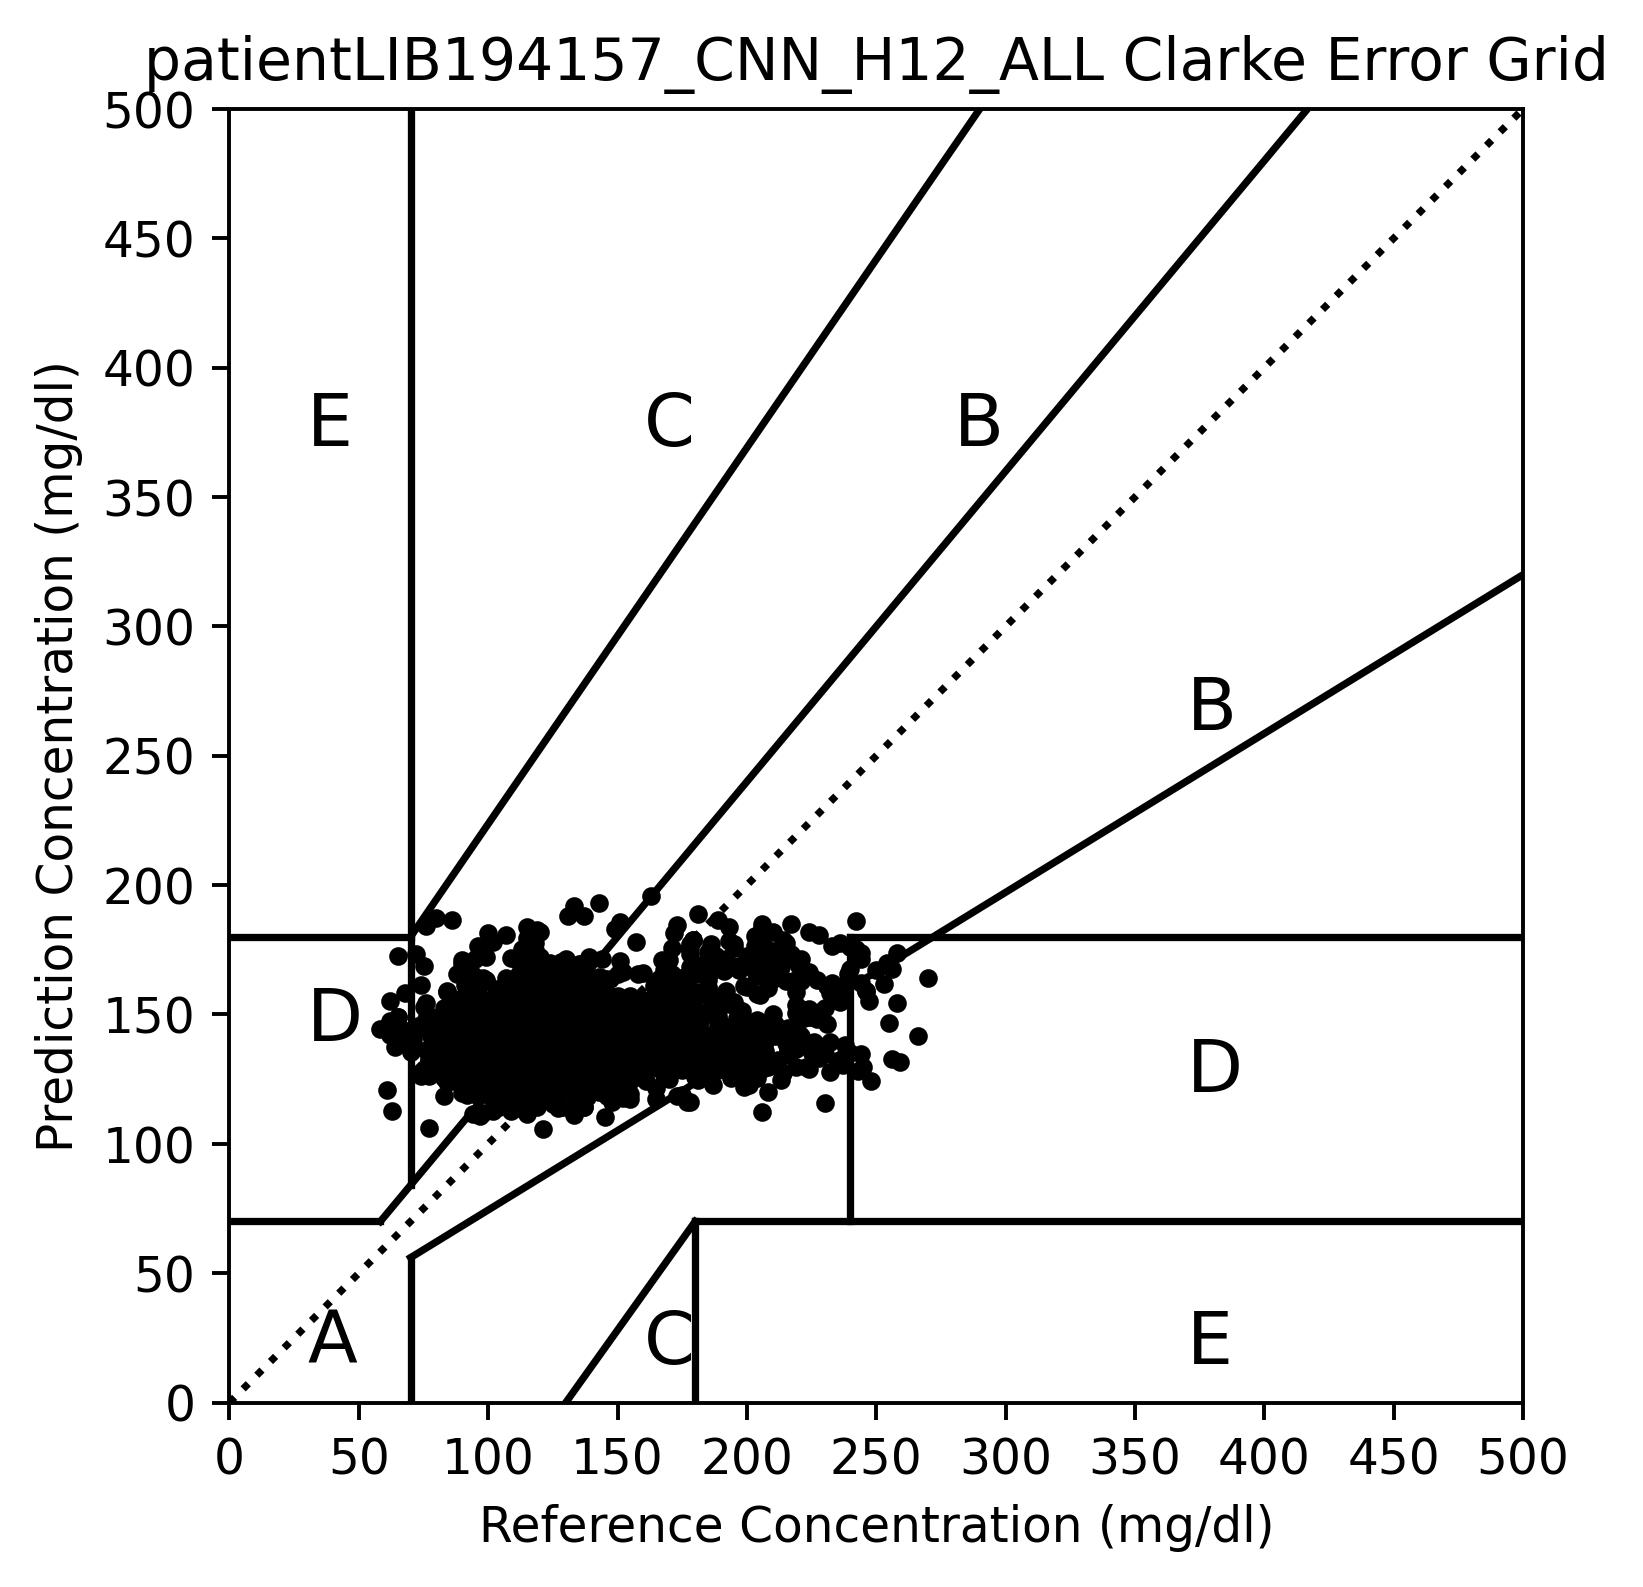 patientLIB194157_CNN_H12_ALL Clarke Error Grid
Prediction Concentration (mg/dl)
500
450
400
350
300
250
200
150
100
50
0
E
C
B
B
D
D
A
C
E
0 50 100 150 200 250 300 350 400 450 500
Reference Concentration (mg/dl)